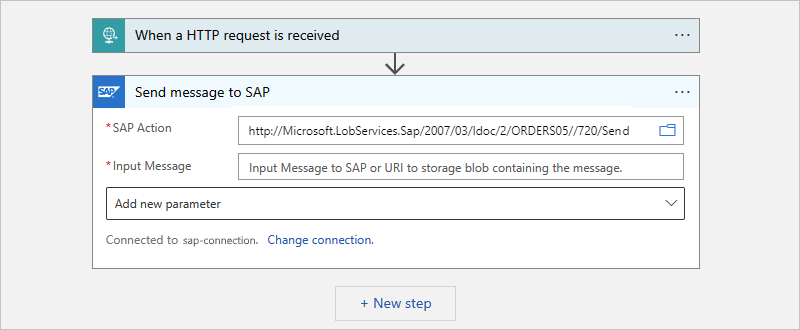 When a HTTP request is received
SAP Send message to SAP
* SAP Action http://Microsoft.LobServices.Sap/2007/03/Idoc/2/ORDERS05//720/Send
* Input Message Input Message to SAP or URI to storage blob containing the message.
Add new parameter
Connected to sap-connection. Change connection.
+ New step